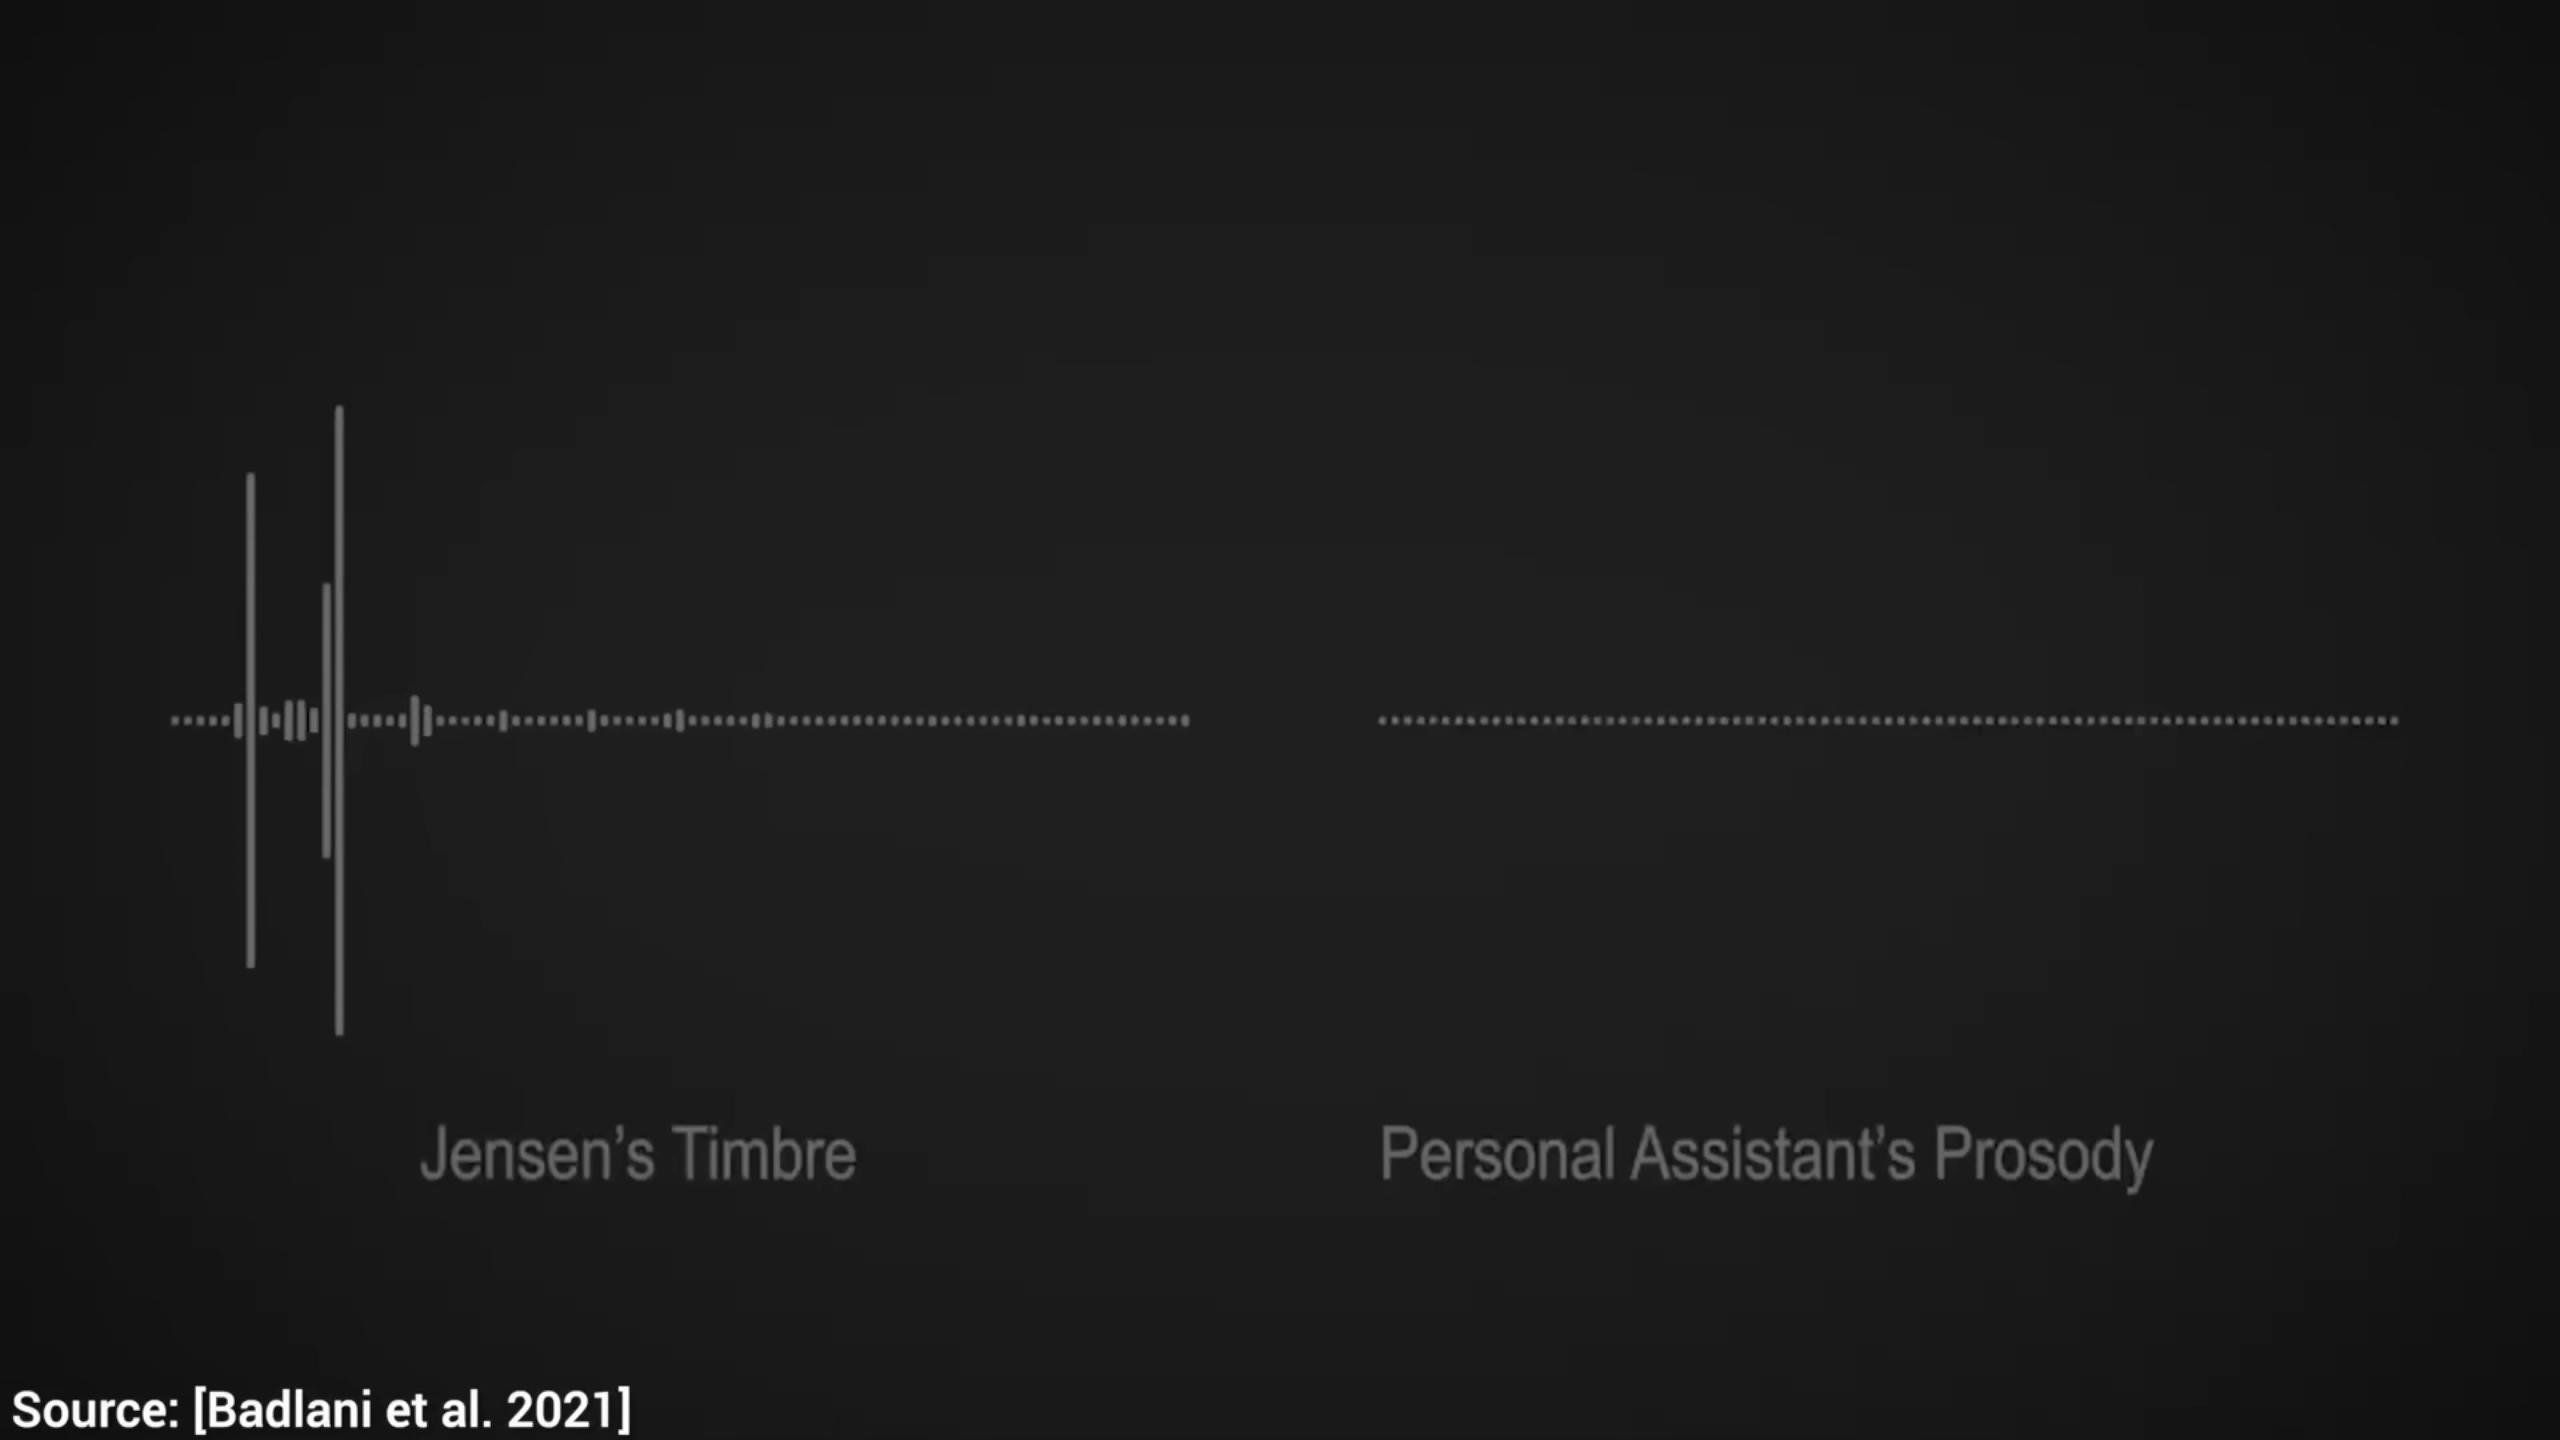 Jensen’s Timbre
Personal Assistant’s Prosody
Source: [Badlani et al. 2021]